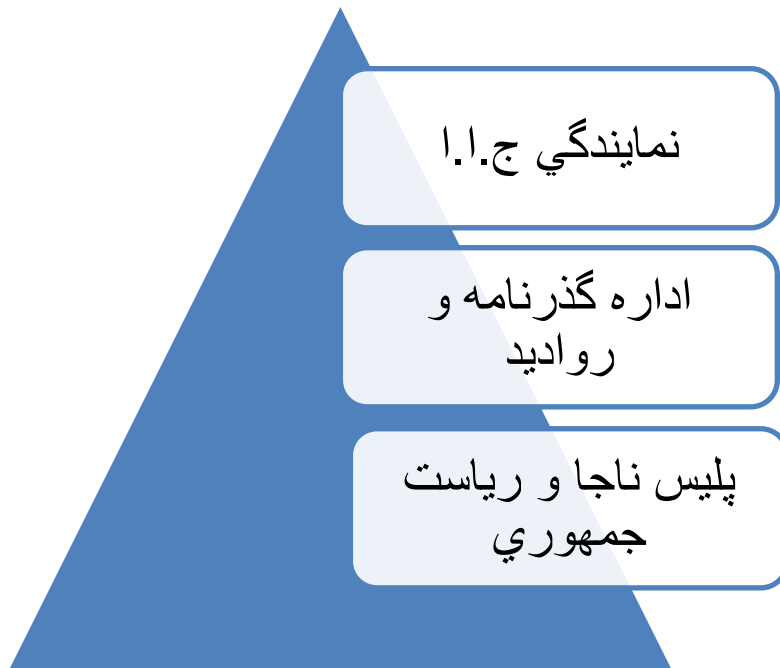 نمايندگي ج.ا.ا
اداره گذرنامه و
رواديد
پليس ناجا و رياست
جمهوري